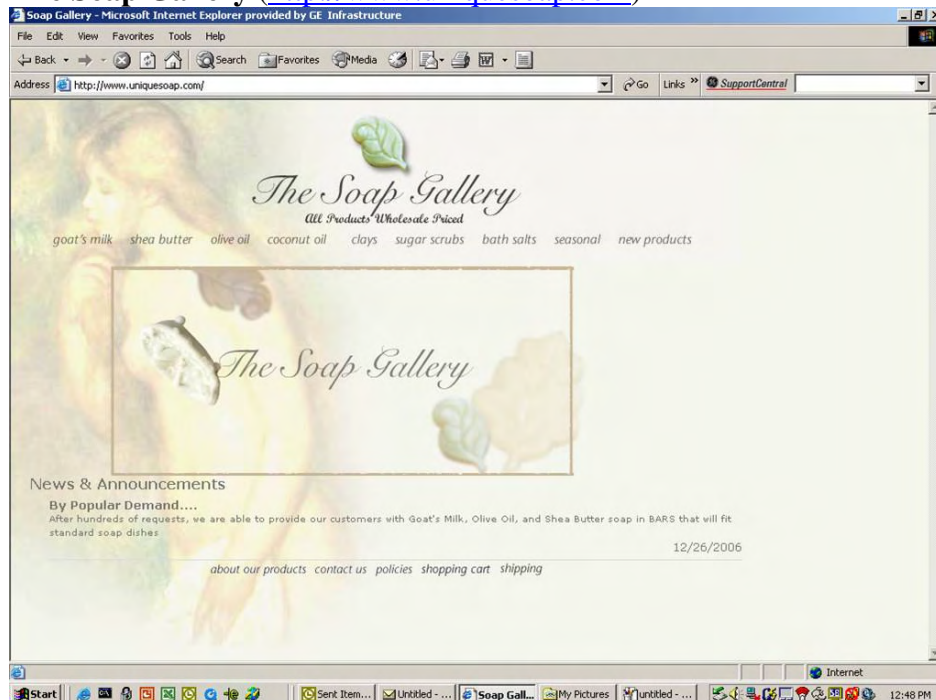 Soap Gallery - Microsoft Internet Explorer provided by GE Infrastructure
File Edit View Favorites Tools Help
Back Search Favorites Media
Address http://www.uniquesoap.com/ Go Links » SupportCentral
The Soap Gallery
All Products Wholesale Priced
goat's milk shea butter olive oil coconut oil clays sugar scrubs bath salts seasonal new products
The Soap Gallery
News & Announcements
By Popular Demand....
After hundreds of requests, we are able to provide our customers with Goat's Milk, Olive Oil, and Shea Butter soap in BARS that will fit
standard soap dishes
12/26/2006
about our products contact us policies shopping cart shipping
Internet
Start Sent Item... Untitled - ... Soap Gall... My Pictures untitled - ... 12:48 PM